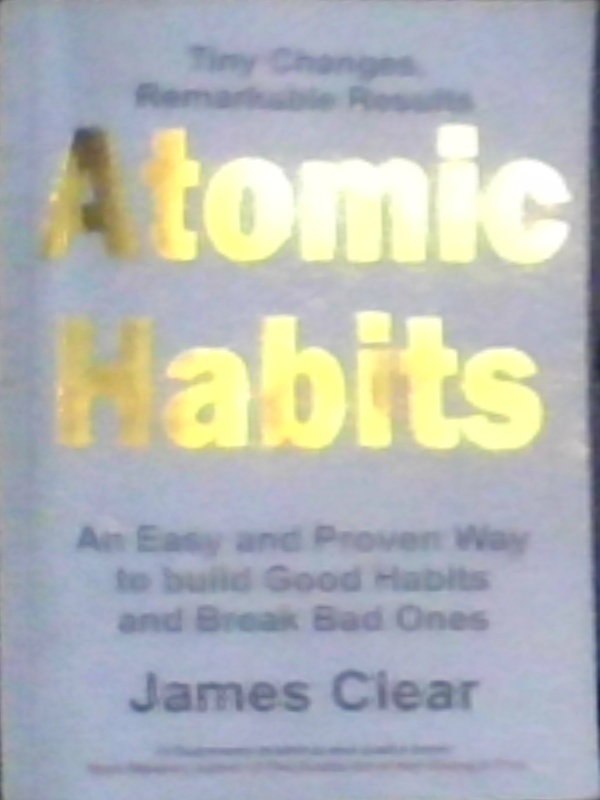 Tiny Changes,
Remarkable Results
Atomic
Habits
An Easy and Proven Way
to build Good Habits
and Break Bad Ones
James Clear